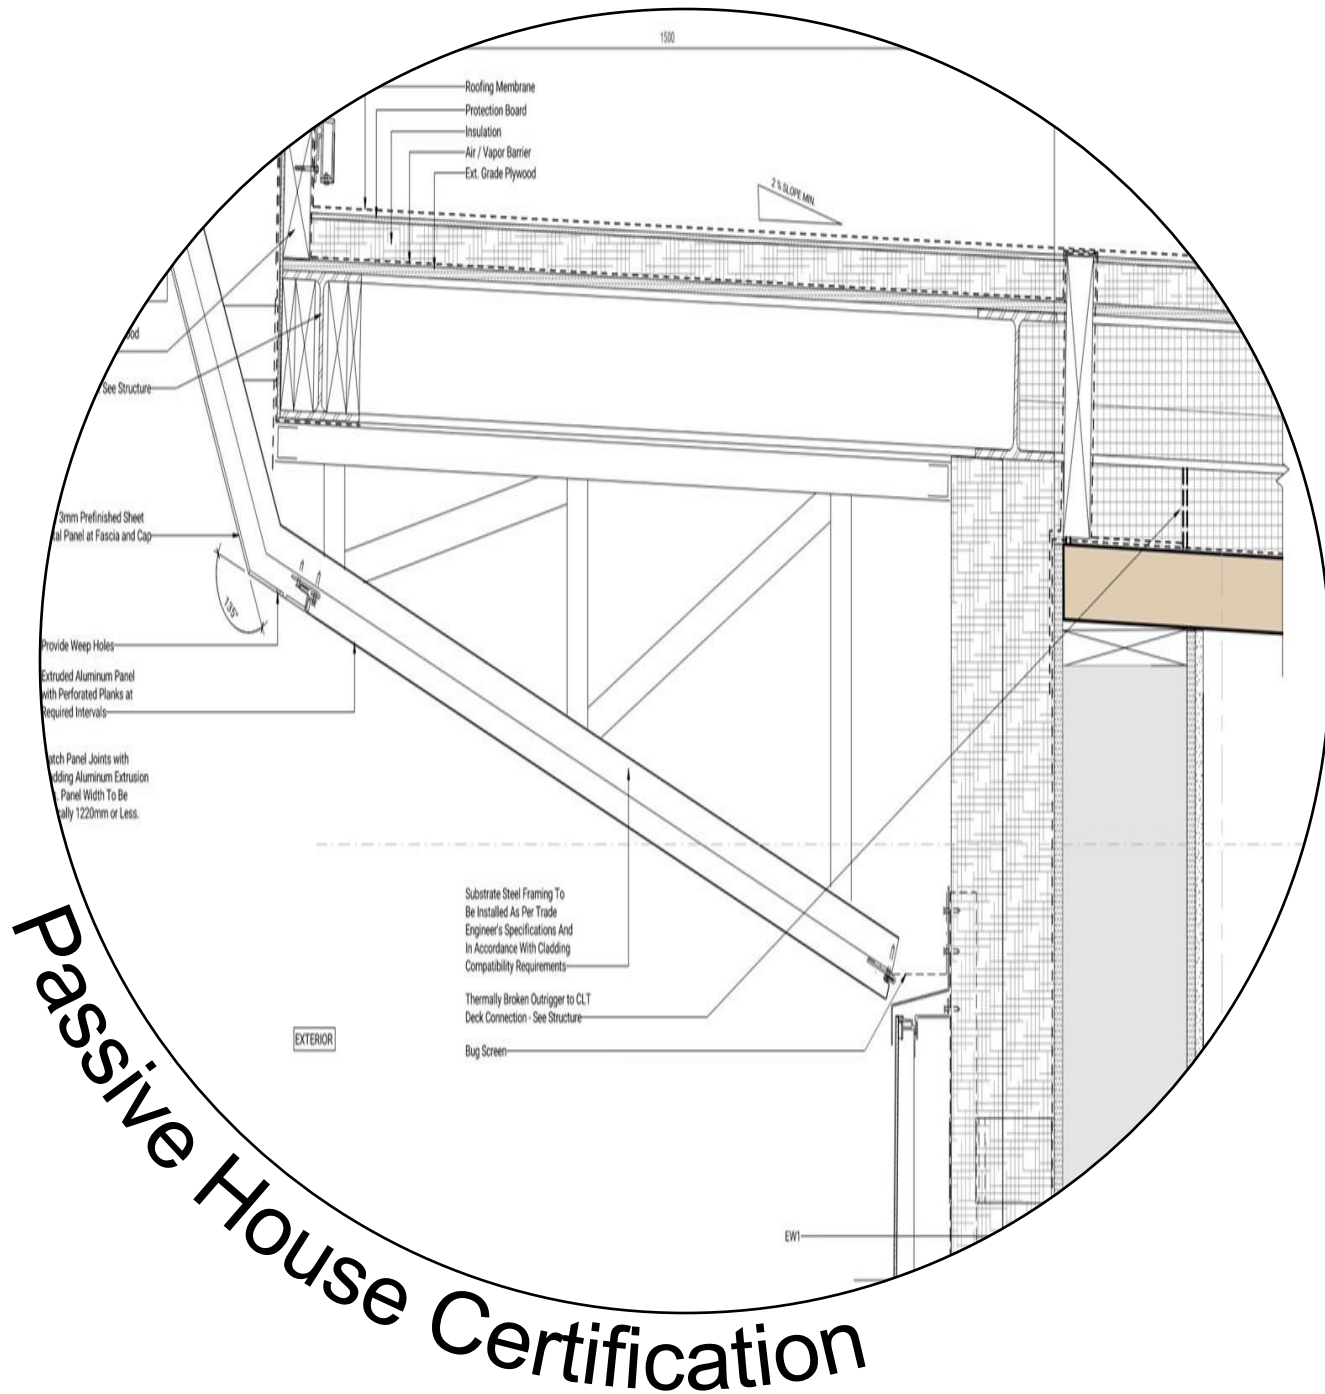 1500
Roofing Membrane
Protection Board
Insulation
Air / Vapor Barrier
Ext. Grade Plywood
2 % SLOPE MIN.
See Structure
3mm Prefinished Sheet
Panel at Fascia and Cap
135°
Provide Weep Holes
Extruded Aluminum Panel
with Perforated Planks at
Required Intervals
Panel Joints with
Aluminum Extrusion
Panel Width To Be
1220mm or Less.
Substrate Steel Framing To
Be Installed As Per Trade
Engineer's Specifications And
In Accordance With Cladding
Compatibility Requirements
Thermally Broken Outrigger to CLT
Deck Connection - See Structure
Bug Screen
EXTERIOR
EW1
Passive House Certification